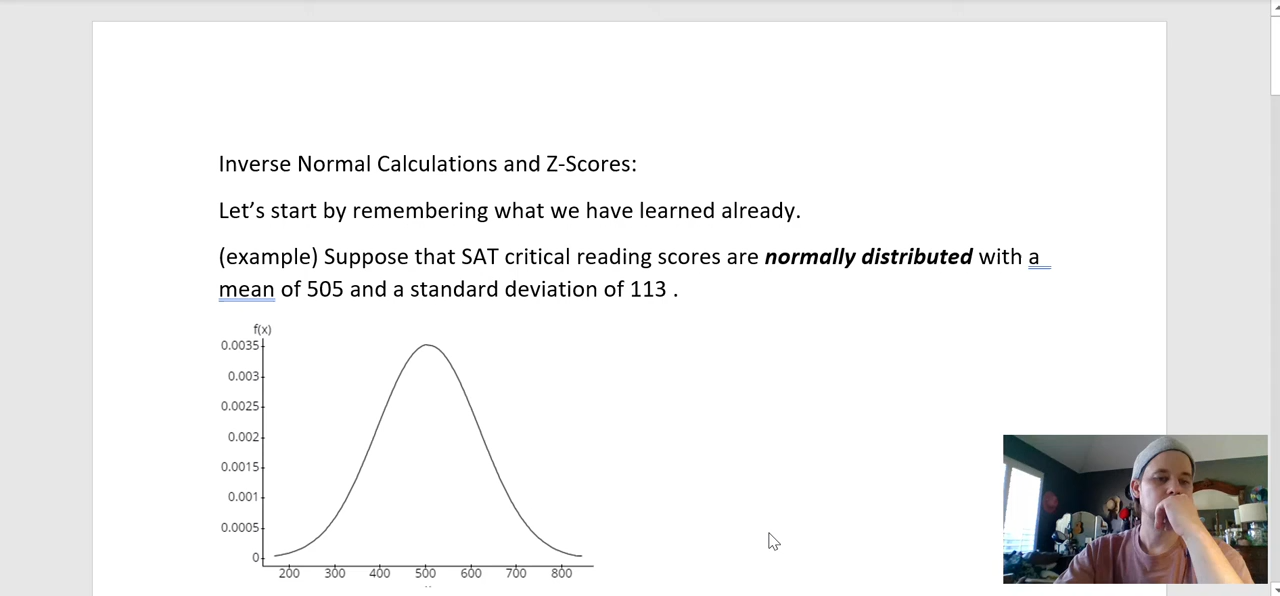 Inverse Normal Calculations and Z-Scores:
Let’s start by remembering what we have learned already.
(example) Suppose that SAT critical reading scores are normally distributed with a
mean of 505 and a standard deviation of 113 .
f(x)
0.0035
0.003
0.0025
0.002
0.0015
0.001
0.0005
0
200 300 400 500 600 700 800